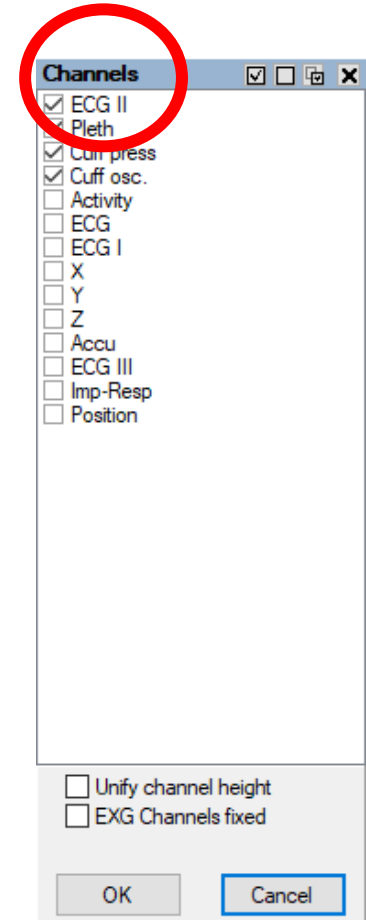 Channels
ECG II
Pleth
Cuff press
Cuff osc.
Activity
ECG
ECG I
X
Y
Z
Accu
ECG III
Imp-Resp
Position
Unify channel height
EXG Channels fixed
OK Cancel